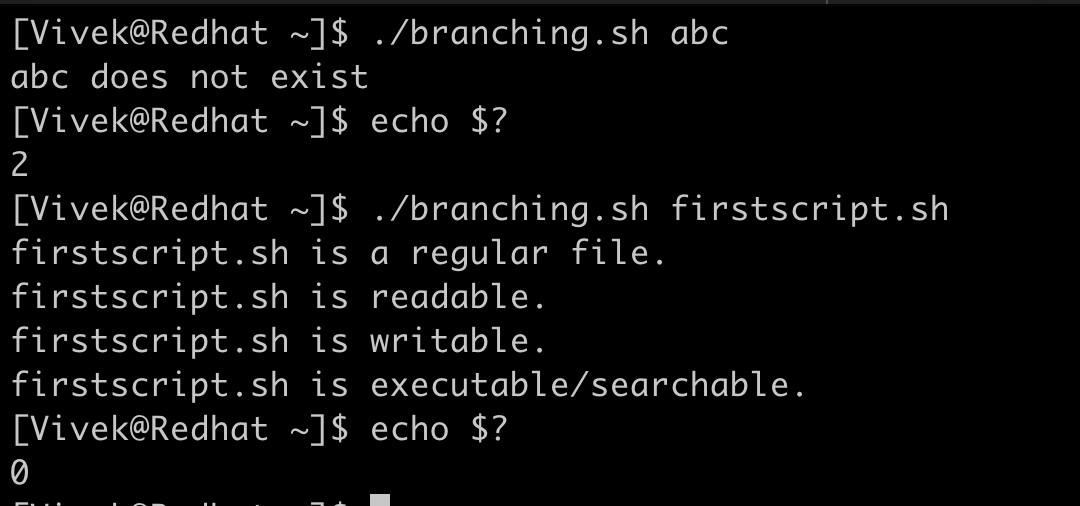 [Vivek@Redhat ~]$ ./branching.sh abc
abc does not exist
[Vivek@Redhat ~]$ echo $?
2
[Vivek@Redhat ~]$ ./branching.sh firstscript.sh
firstscript.sh is a regular file.
firstscript.sh is readable.
firstscript.sh is writable.
firstscript.sh is executable/searchable.
[Vivek@Redhat ~]$ echo $?
0
[Vivek@Redhat ~]$